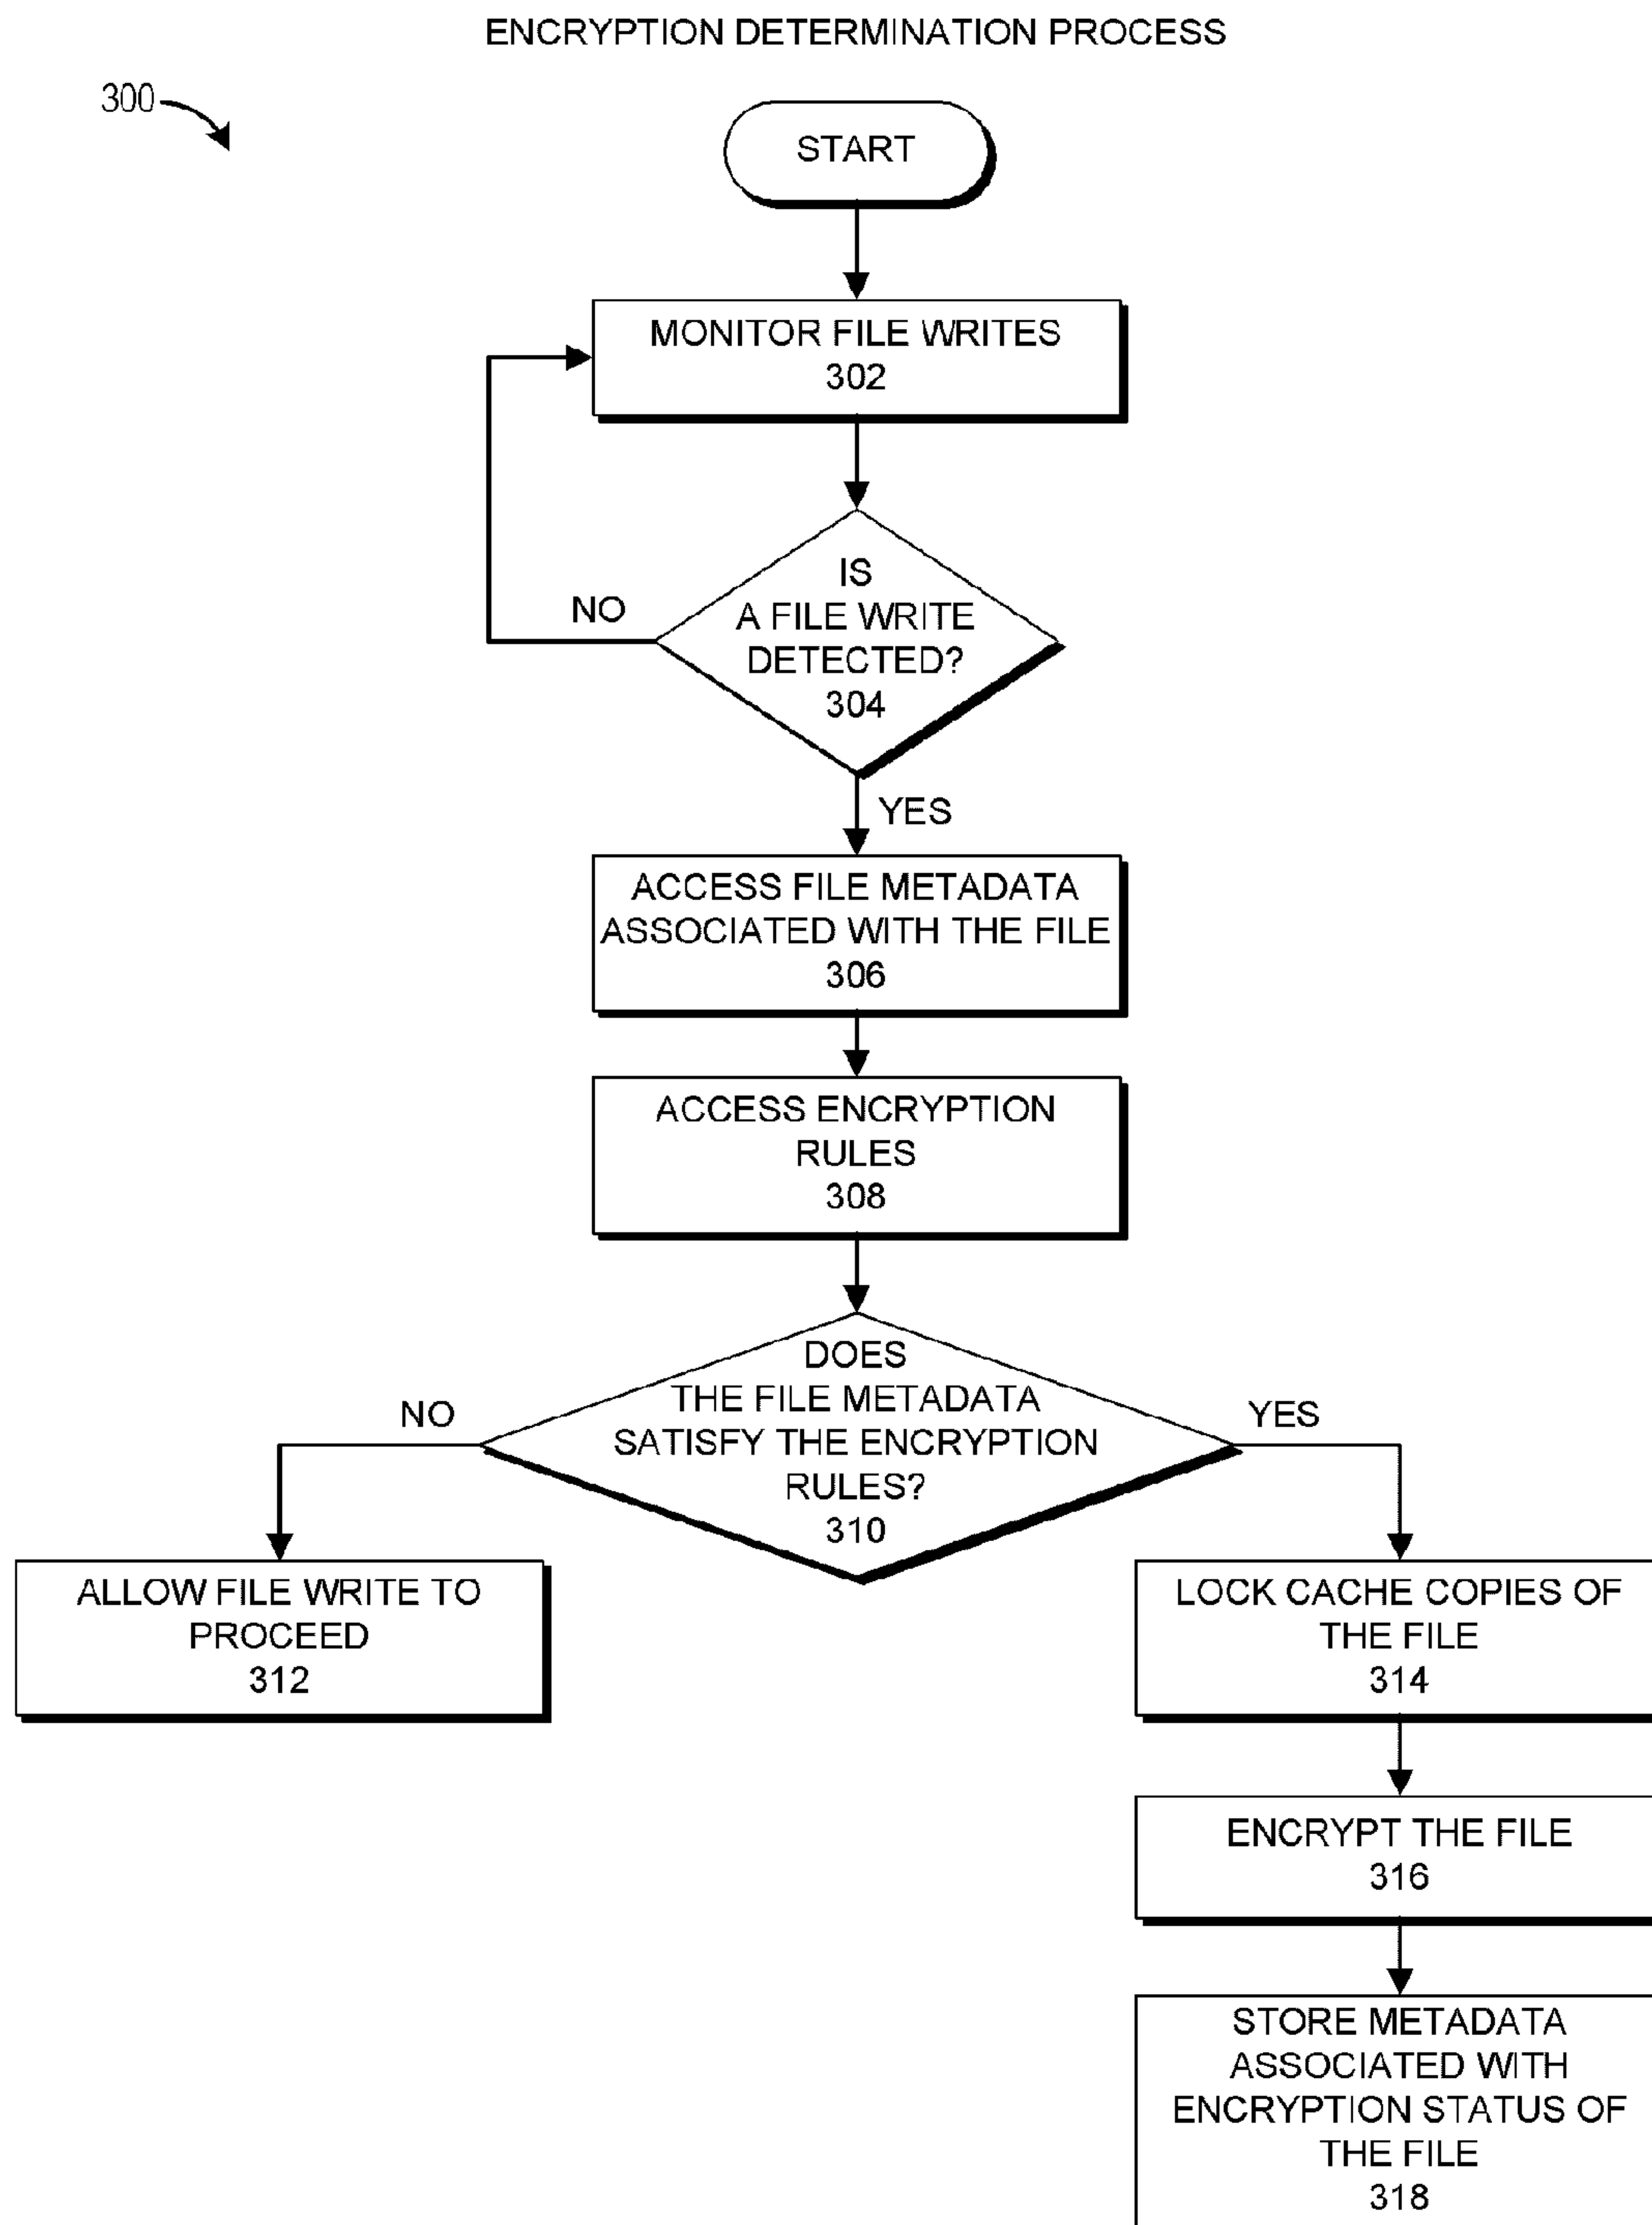 ENCRYPTION DETERMINATION PROCESS
300
START
MONITOR FILE WRITES
302
IS
A FILE WRITE
DETECTED?
304
NO
YES
ACCESS FILE METADATA
ASSOCIATED WITH THE FILE
306
ACCESS ENCRYPTION
RULES
308
DOES
THE FILE METADATA
SATISFY THE ENCRYPTION
RULES?
310
NO
YES
ALLOW FILE WRITE TO
PROCEED
312
LOCK CACHE COPIES OF
THE FILE
314
ENCRYPT THE FILE
316
STORE METADATA
ASSOCIATED WITH
ENCRYPTION STATUS OF
THE FILE
318